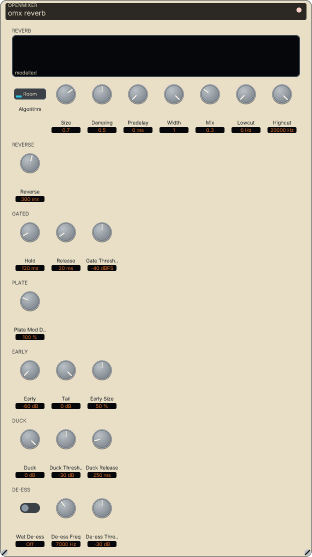 OPENMIXER
omx reverb
REVERB
modelled
Room
Algorithm
Size Damping Predelay Width Mix Lowcut Highcut
0.7 0.5 0 ms 1 0.3 0 Hz 20000 Hz
REVERSE
Reverse
300 ms
GATED
Hold Release Gate Thresh..
120 ms 30 ms -40 dBFS
PLATE
Plate Mod D..
100 %
EARLY
Early Tail Early Size
-60 dB 0 dB 50 %
DUCK
Duck Duck Thresh.. Duck Release
0 dB -30 dB 250 ms
DE-ESS
Wet De-ess De-ess Freq De-ess Thre..
Off 7000 Hz -30 dB